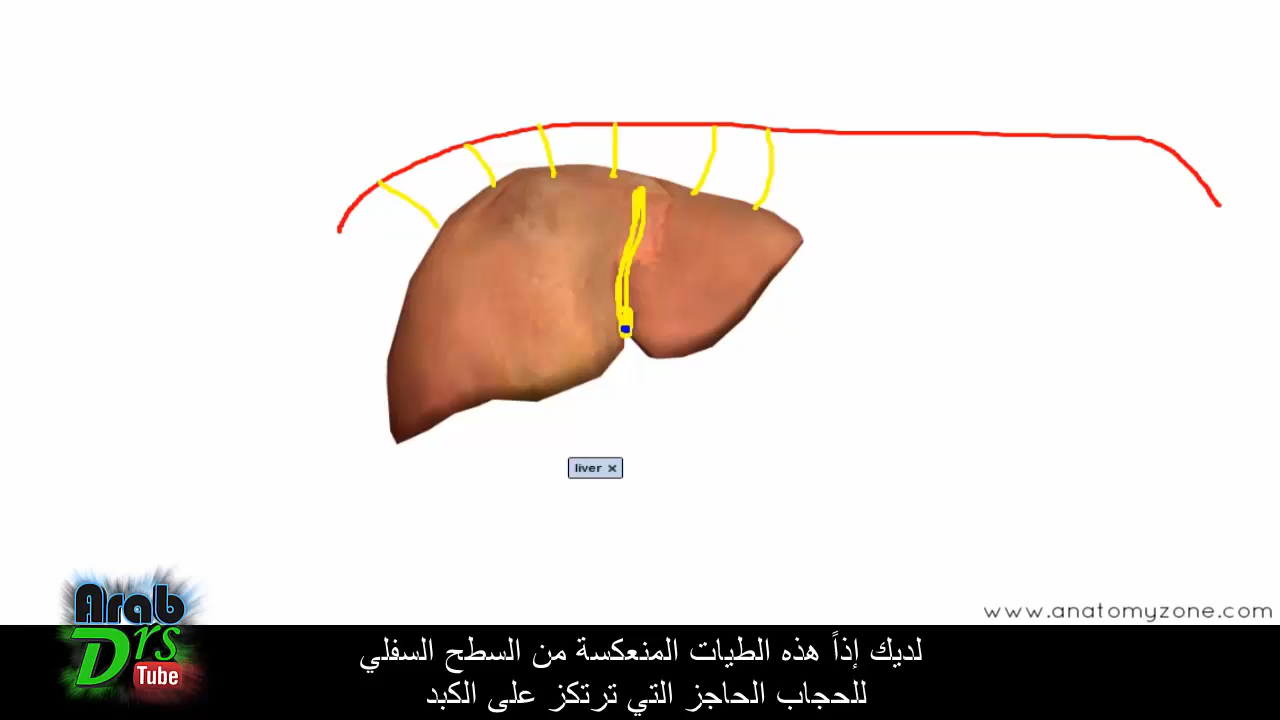 liver ×
www.anatomyzone.com
Arab
Drs
Tube
لديك إذاً هذه الطيات المنعكسة من السطح السفلي
للحجاب الحاجز التي ترتكز على الكبد